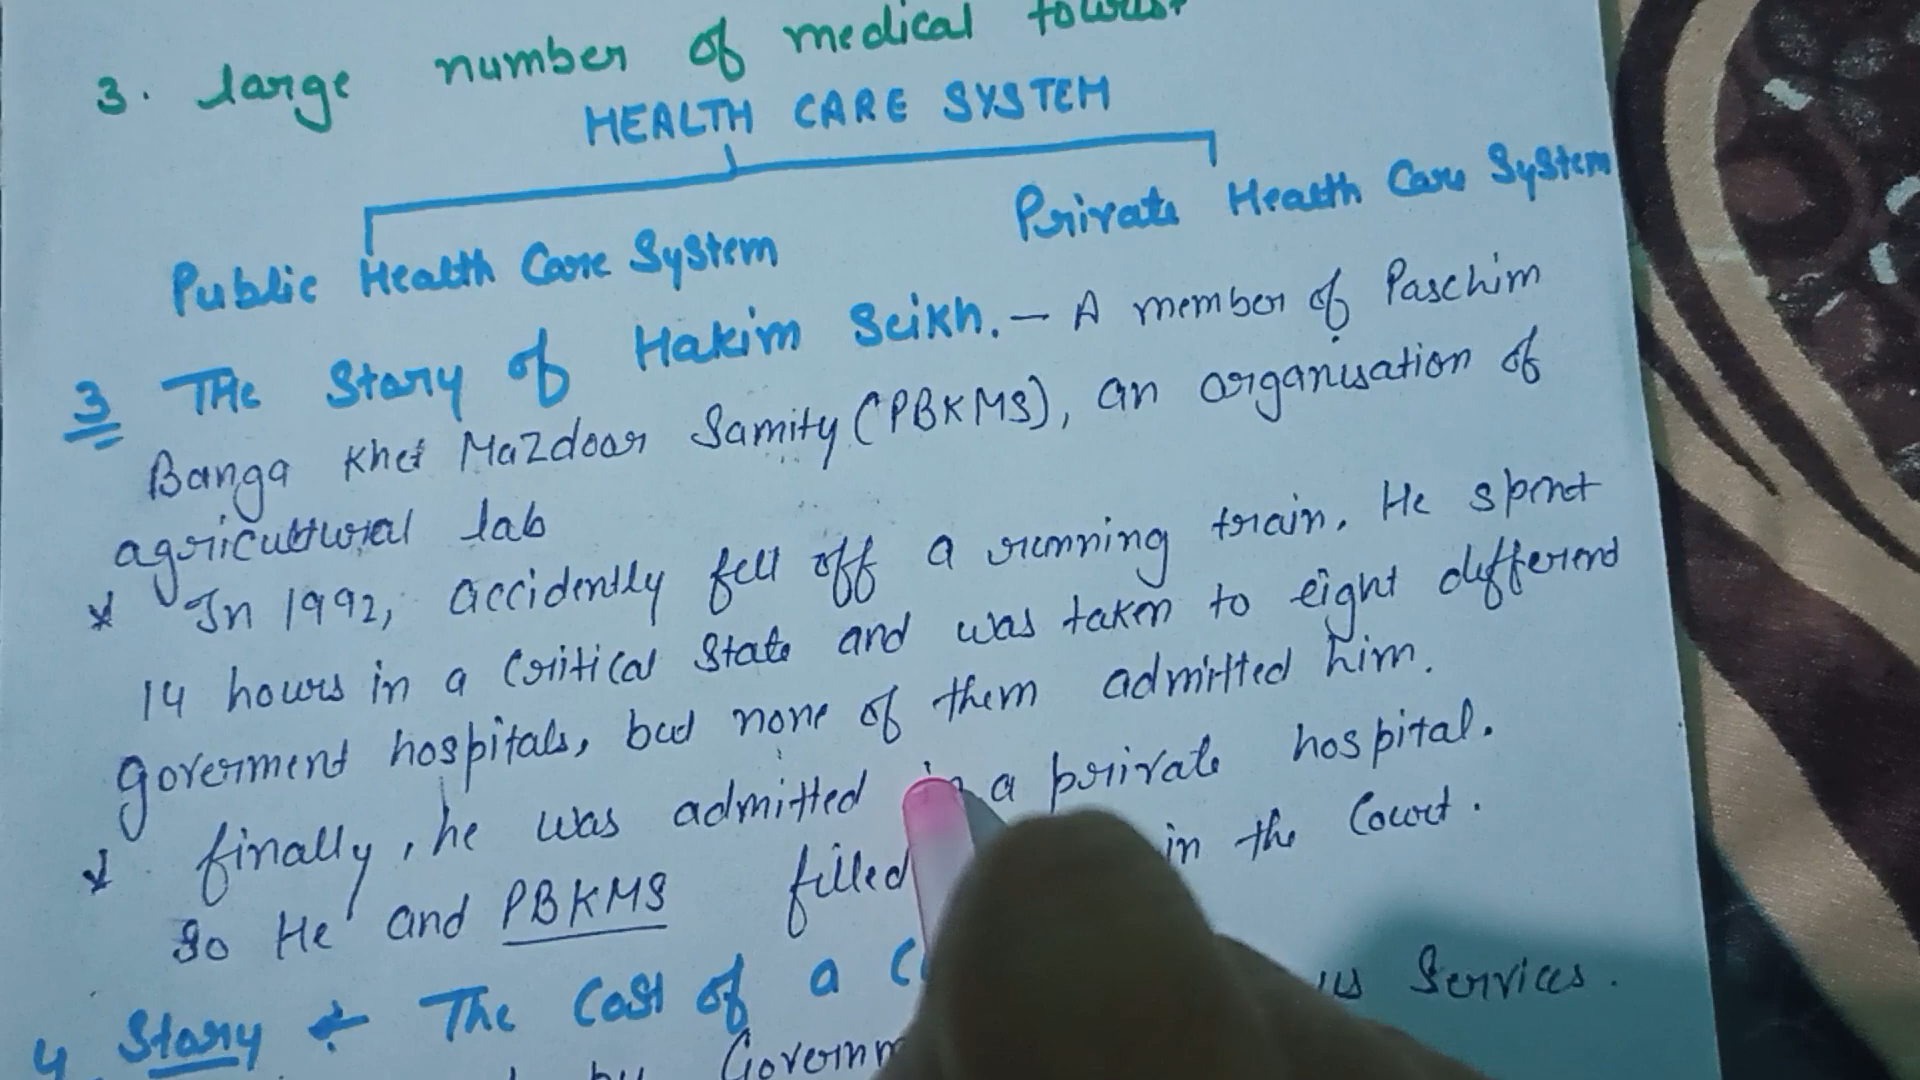 3. large number of medical tourist
HEALTH CARE SYSTEM
Public Health Care System Private Health Care System
3 THe Story of Hakim Seikh. - A member of Paschim
Banga Khet Mazdoor Samity (PBKMS), an organisation of
agricultural lab
* In 1992, accidently fell off a running train. He spent
14 hours in a critical state and was taken to eight different
goverment hospitals, but none of them admitted him.
* finally, he was admitted in a private hospital.
So He and PBKMS filled in the Court.
4 Story The Cost of a Services.
by Governm